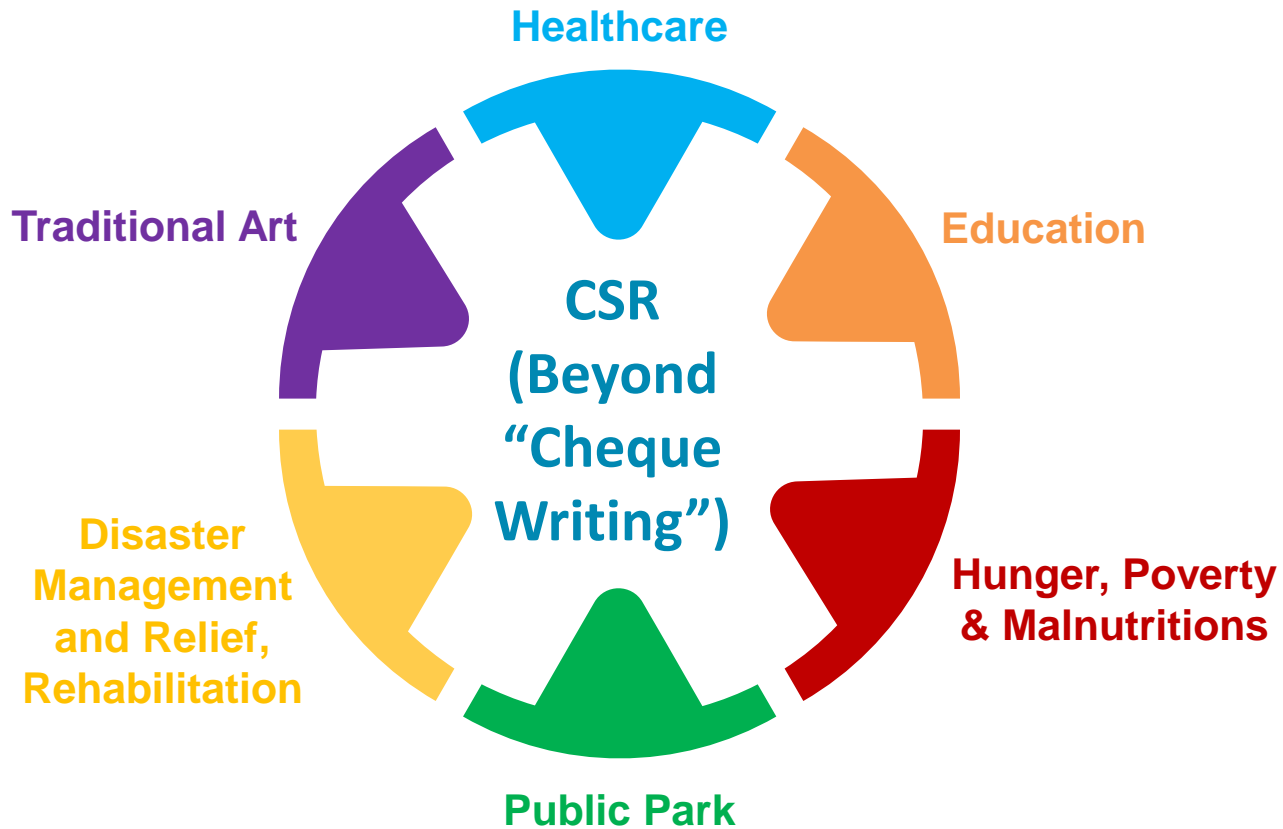 Healthcare
Traditional Art
Education
CSR
(Beyond
“Cheque
Writing”)
Disaster
Management
and Relief,
Rehabilitation
Hunger, Poverty
& Malnutritions
Public Park